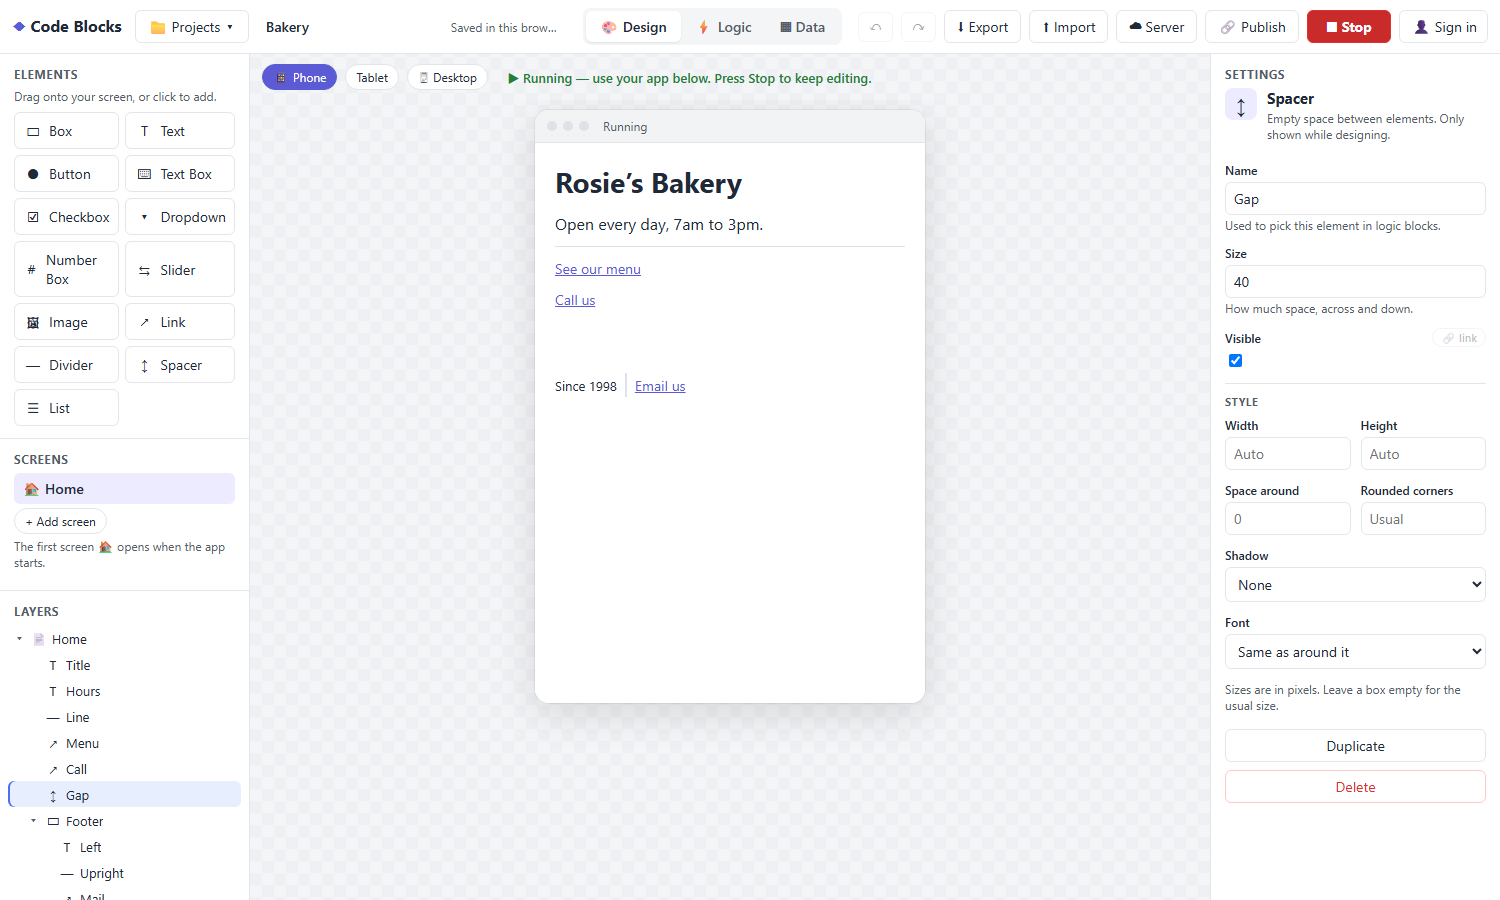 Code Blocks
Projects
Bakery
Saved in this brow...
Design
Logic
Data
Export
Import
Server
Publish
Stop
Sign in
ELEMENTS
Drag onto your screen, or click to add.
Box
Text
Button
Text Box
Checkbox
Dropdown
Number
Box
Slider
Image
Link
Divider
Spacer
List
SCREENS
Home
+ Add screen
The first screen 🏠 opens when the app
starts.
LAYERS
Home
Title
Hours
Line
Menu
Call
Gap
Footer
Left
Upright
Mail
Phone
Tablet
Desktop
Running — use your app below. Press Stop to keep editing.
Running
Rosie’s Bakery
Open every day, 7am to 3pm.
See our menu
Call us
Since 1998
Email us
SETTINGS
Spacer
Empty space between elements. Only
shown while designing.
Name
Gap
Used to pick this element in logic blocks.
Size
40
How much space, across and down.
Visible
link
STYLE
Width
Height
Auto
Auto
Space around
Rounded corners
0
Usual
Shadow
None
Font
Same as around it
Sizes are in pixels. Leave a box empty for the
usual size.
Duplicate
Delete